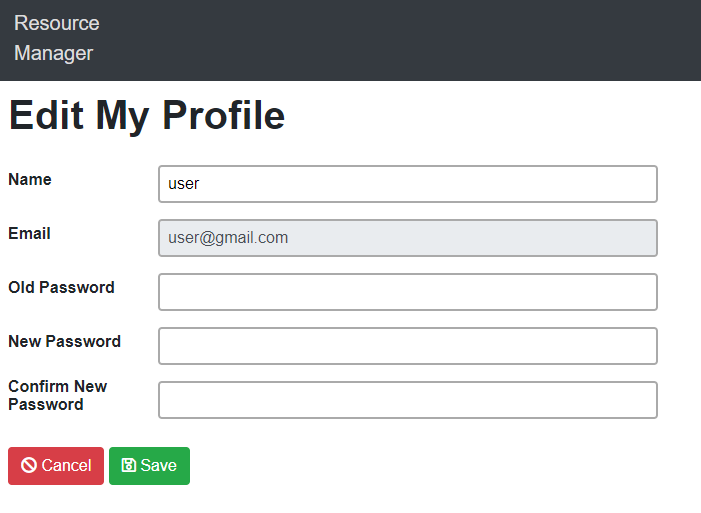 Resource
Manager
Edit My Profile
Name
user
Email
user@gmail.com
Old Password
New Password
Confirm New
Password
Cancel
Save